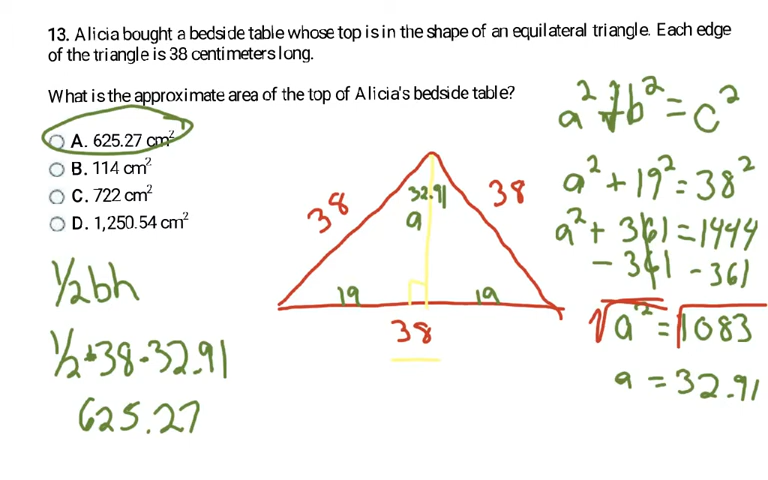 13. Alicia bought a bedside table whose top is in the shape of an equilateral triangle. Each edge
of the triangle is 38 centimeters long.
What is the approximate area of the top of Alicia's bedside table?
A. 625.27 cm²
B. 114 cm²
C. 722 cm²
D. 1,250.54 cm²
½bh
½·38·32.91
625.27
38
32.91
a
38
19
19
38
a²+b²=c²
a²+19²=38²
a²+361=1444
-361 -361
√a²=√1083
a=32.91